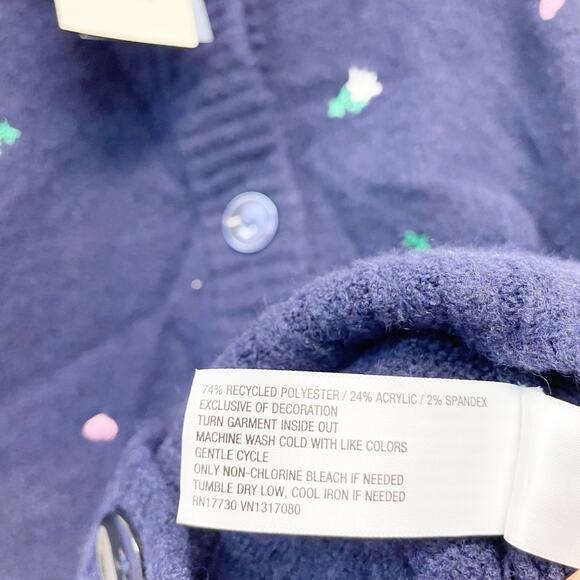 74% RECYCLED POLYESTER / 24% ACRYLIC / 2% SPANDEX
EXCLUSIVE OF DECORATION
TURN GARMENT INSIDE OUT
MACHINE WASH COLD WITH LIKE COLORS
GENTLE CYCLE
ONLY NON-CHLORINE BLEACH IF NEEDED
TUMBLE DRY LOW, COOL IRON IF NEEDED
RN17730 VN1317080